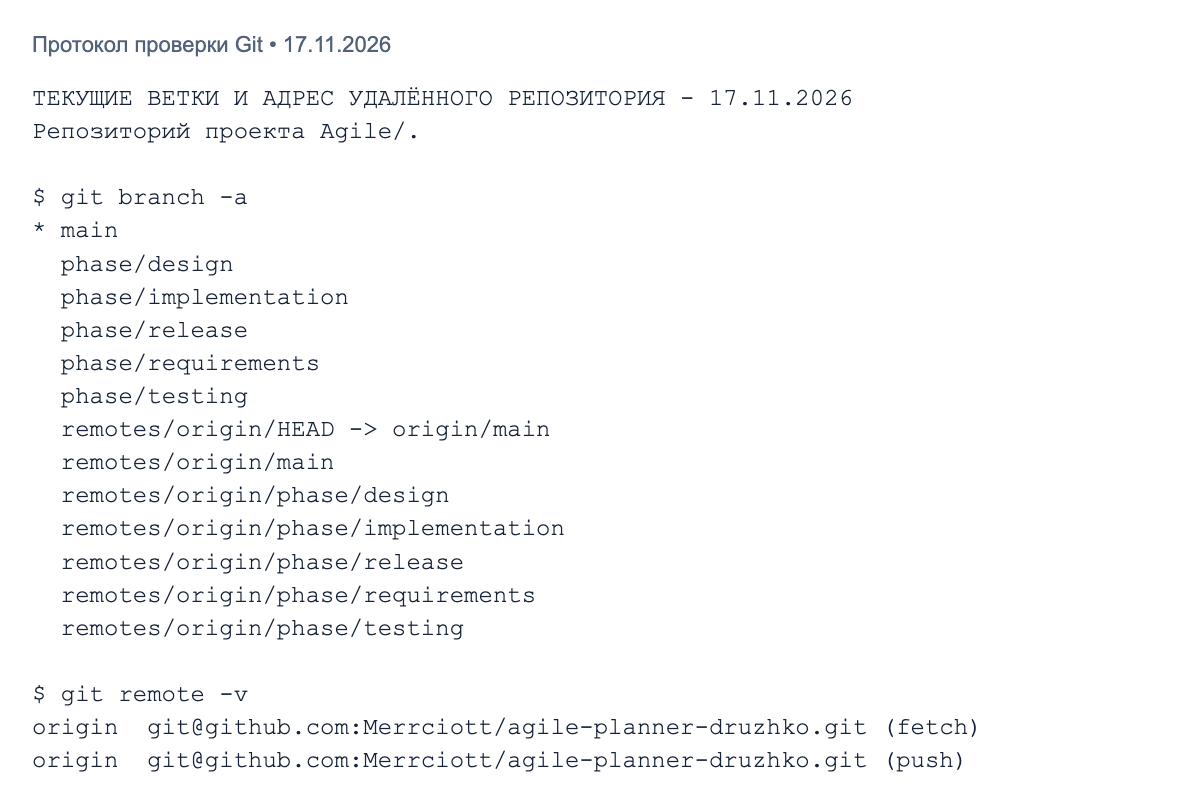 Протокол проверки Git • 17.11.2026
ТЕКУЩИЕ ВЕТКИ И АДРЕС УДАЛЁННОГО РЕПОЗИТОРИЯ - 17.11.2026
Репозиторий проекта Agile/.
$ git branch -a
* main
  phase/design
  phase/implementation
  phase/release
  phase/requirements
  phase/testing
  remotes/origin/HEAD -> origin/main
  remotes/origin/main
  remotes/origin/phase/design
  remotes/origin/phase/implementation
  remotes/origin/phase/release
  remotes/origin/phase/requirements
  remotes/origin/phase/testing
$ git remote -v
origin  git@github.com:Merrciott/agile-planner-druzhko.git (fetch)
origin  git@github.com:Merrciott/agile-planner-druzhko.git (push)